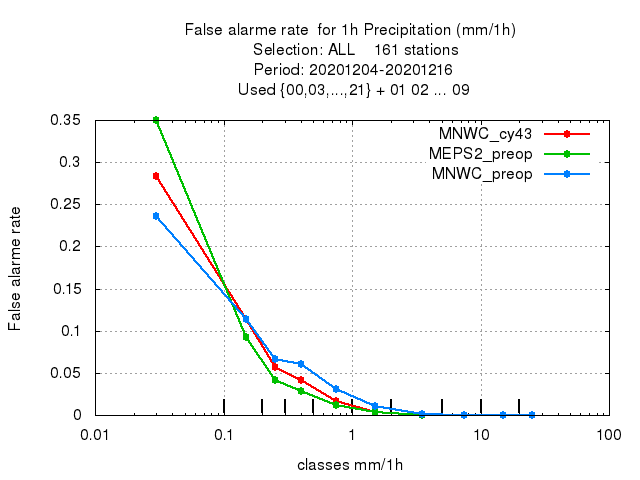 False alarme rate  for 1h Precipitation (mm/1h)
Selection: ALL    161 stations
Period: 20201204-20201216
Used {00,03,...,21} + 01 02 ... 09
MNWC_cy43
MEPS2_preop
MNWC_preop
0.35
0.3
0.25
0.2
0.15
0.1
0.05
0
False alarme rate
0.01 0.1 1 10 100
classes mm/1h